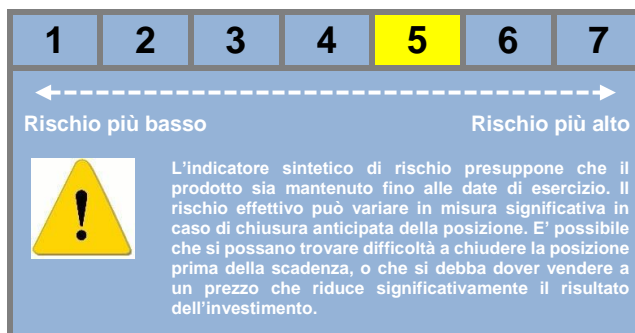 1 2 3 4 5 6 7
Rischio più basso Rischio più alto
L'indicatore sintetico di rischio presuppone che il
prodotto sia mantenuto fino alle date di esercizio. Il
rischio effettivo può variare in misura significativa in
caso di chiusura anticipata della posizione. E' possibile
che si possano trovare difficoltà a chiudere la posizione
prima della scadenza, o che si debba dover vendere a
un prezzo che riduce significativamente il risultato
dell'investimento.
!